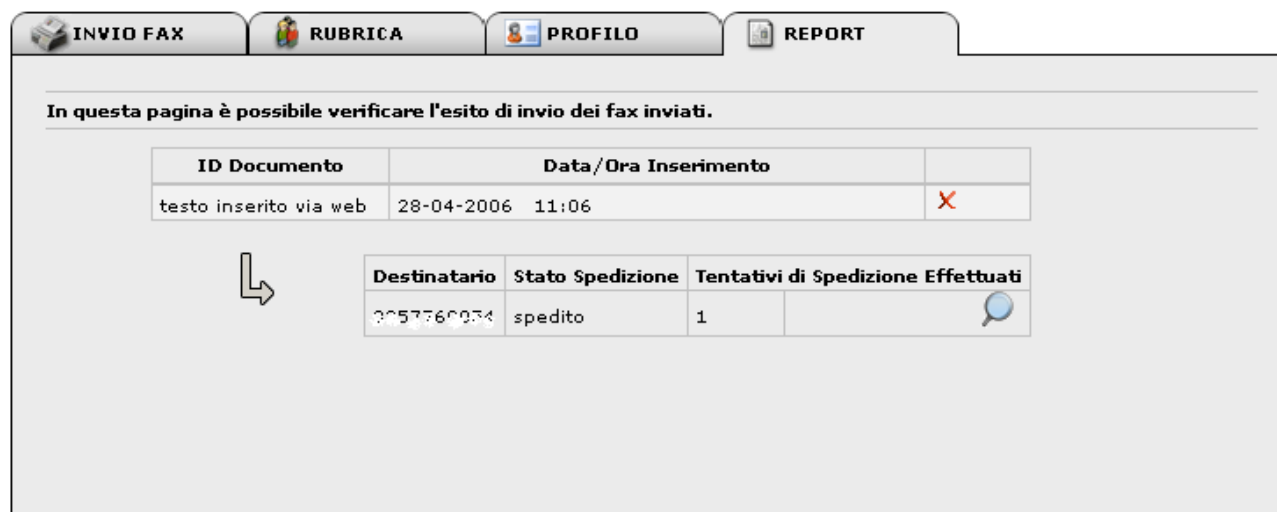 INVIO FAX RUBRICA PROFILO REPORT
In questa pagina è possibile verificare l'esito di invio dei fax inviati.
ID Documento Data/Ora Inserimento
testo inserito via web 28-04-2006 11:06
Destinatario Stato Spedizione Tentativi di Spedizione Effettuati
spedito 1